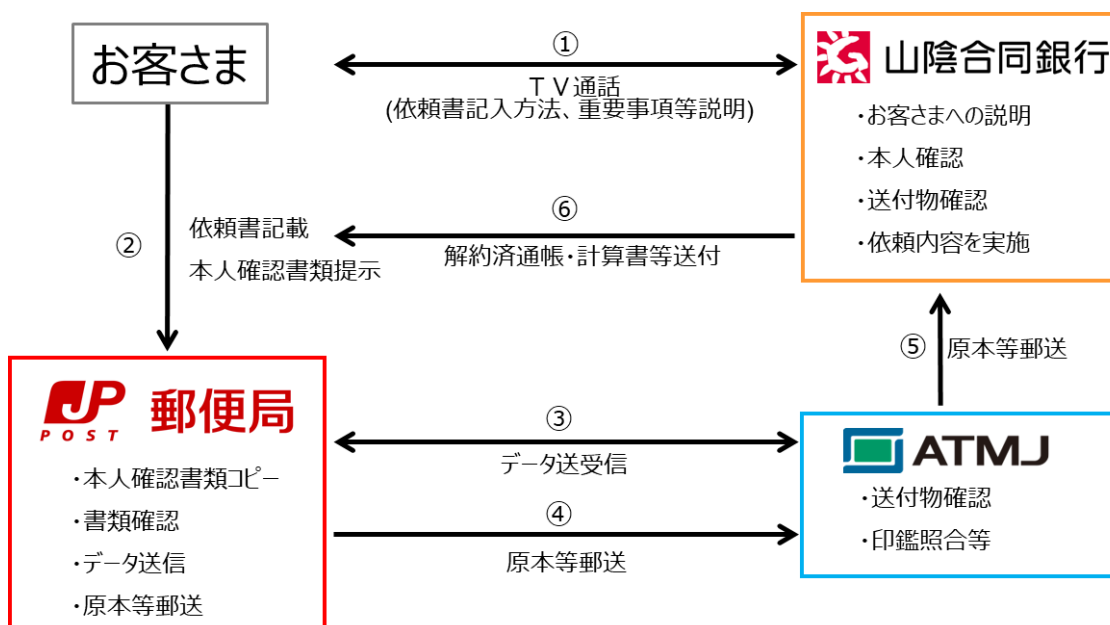 お客さま
①
TV通話
(依頼書記入方法、重要事項等説明)
山陰合同銀行
・お客さまへの説明
・本人確認
・送付物確認
・依頼内容を実施
②
依頼書記載
本人確認書類提示
⑥
解約済通帳・計算書等送付
⑤
原本等郵送
JP
POST
郵便局
・本人確認書類コピー
・書類確認
・データ送信
・原本等郵送
③
データ送受信
④
原本等郵送
ATMJ
・送付物確認
・印鑑照合等